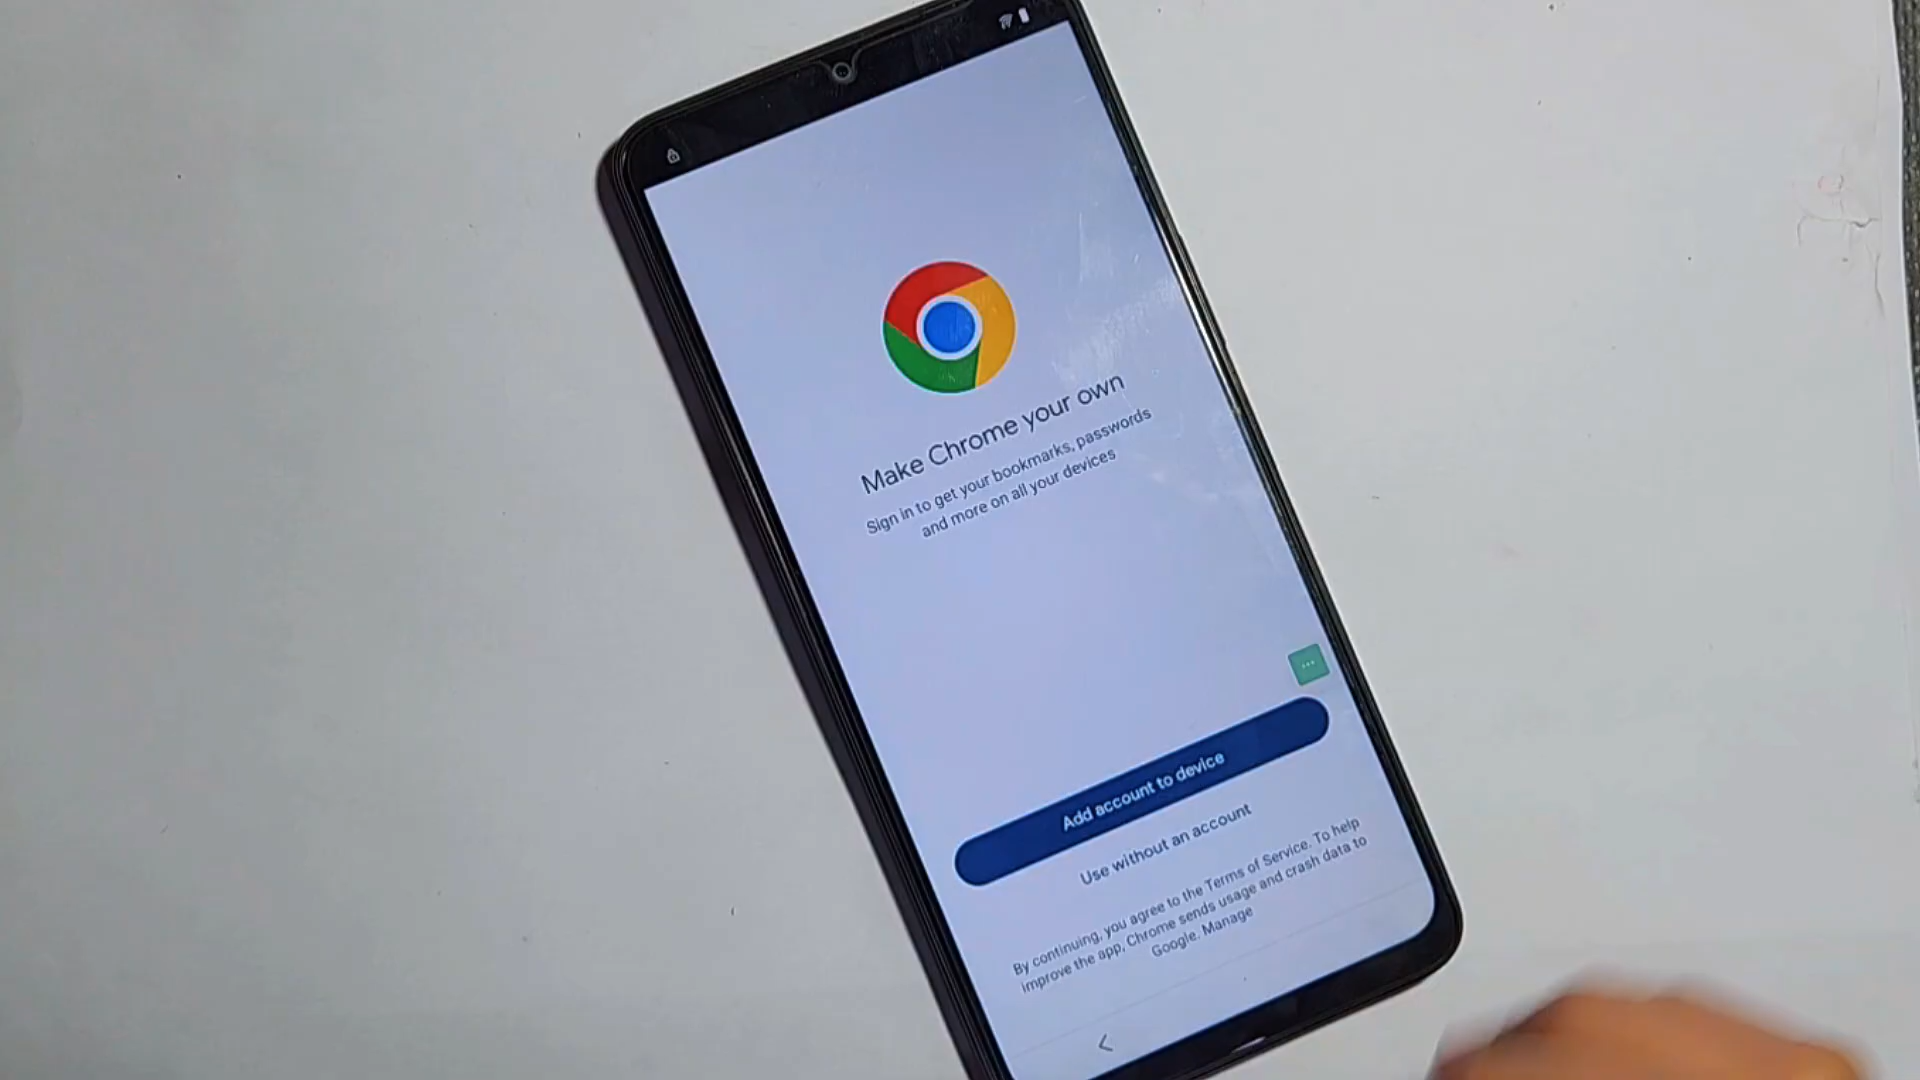 Make Chrome your own
Sign in to get your bookmarks, passwords
and more on all your devices
Add account to device
Use without an account
By continuing, you agree to the Terms of Service. To help
improve the app, Chrome sends usage and crash data to
Google. Manage